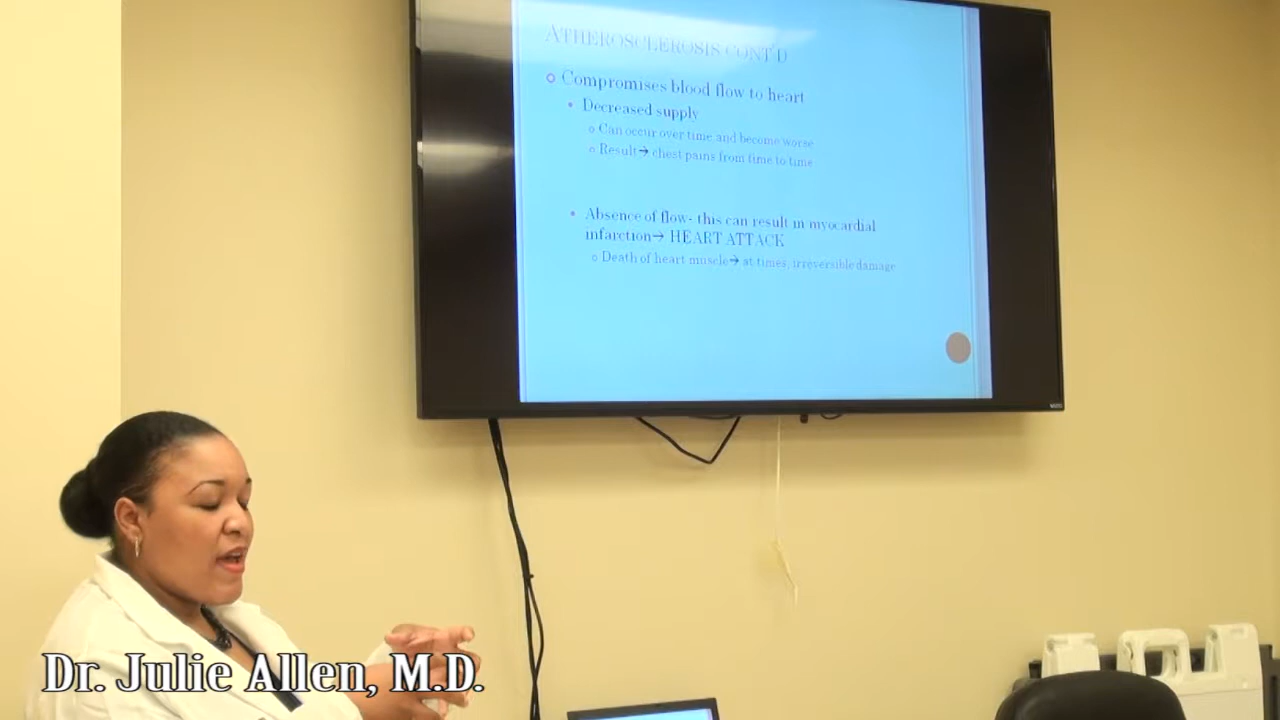 ATHEROSCLEROSIS CONT'D
Compromises blood flow to heart
Decreased supply
Can occur over time and become worse
Result→ chest pains from time to time
Absence of flow- this can result in myocardial
infarction→ HEART ATTACK
Death of heart muscle→ at times, irreversible damage
Dr. Julie Allen, M.D.